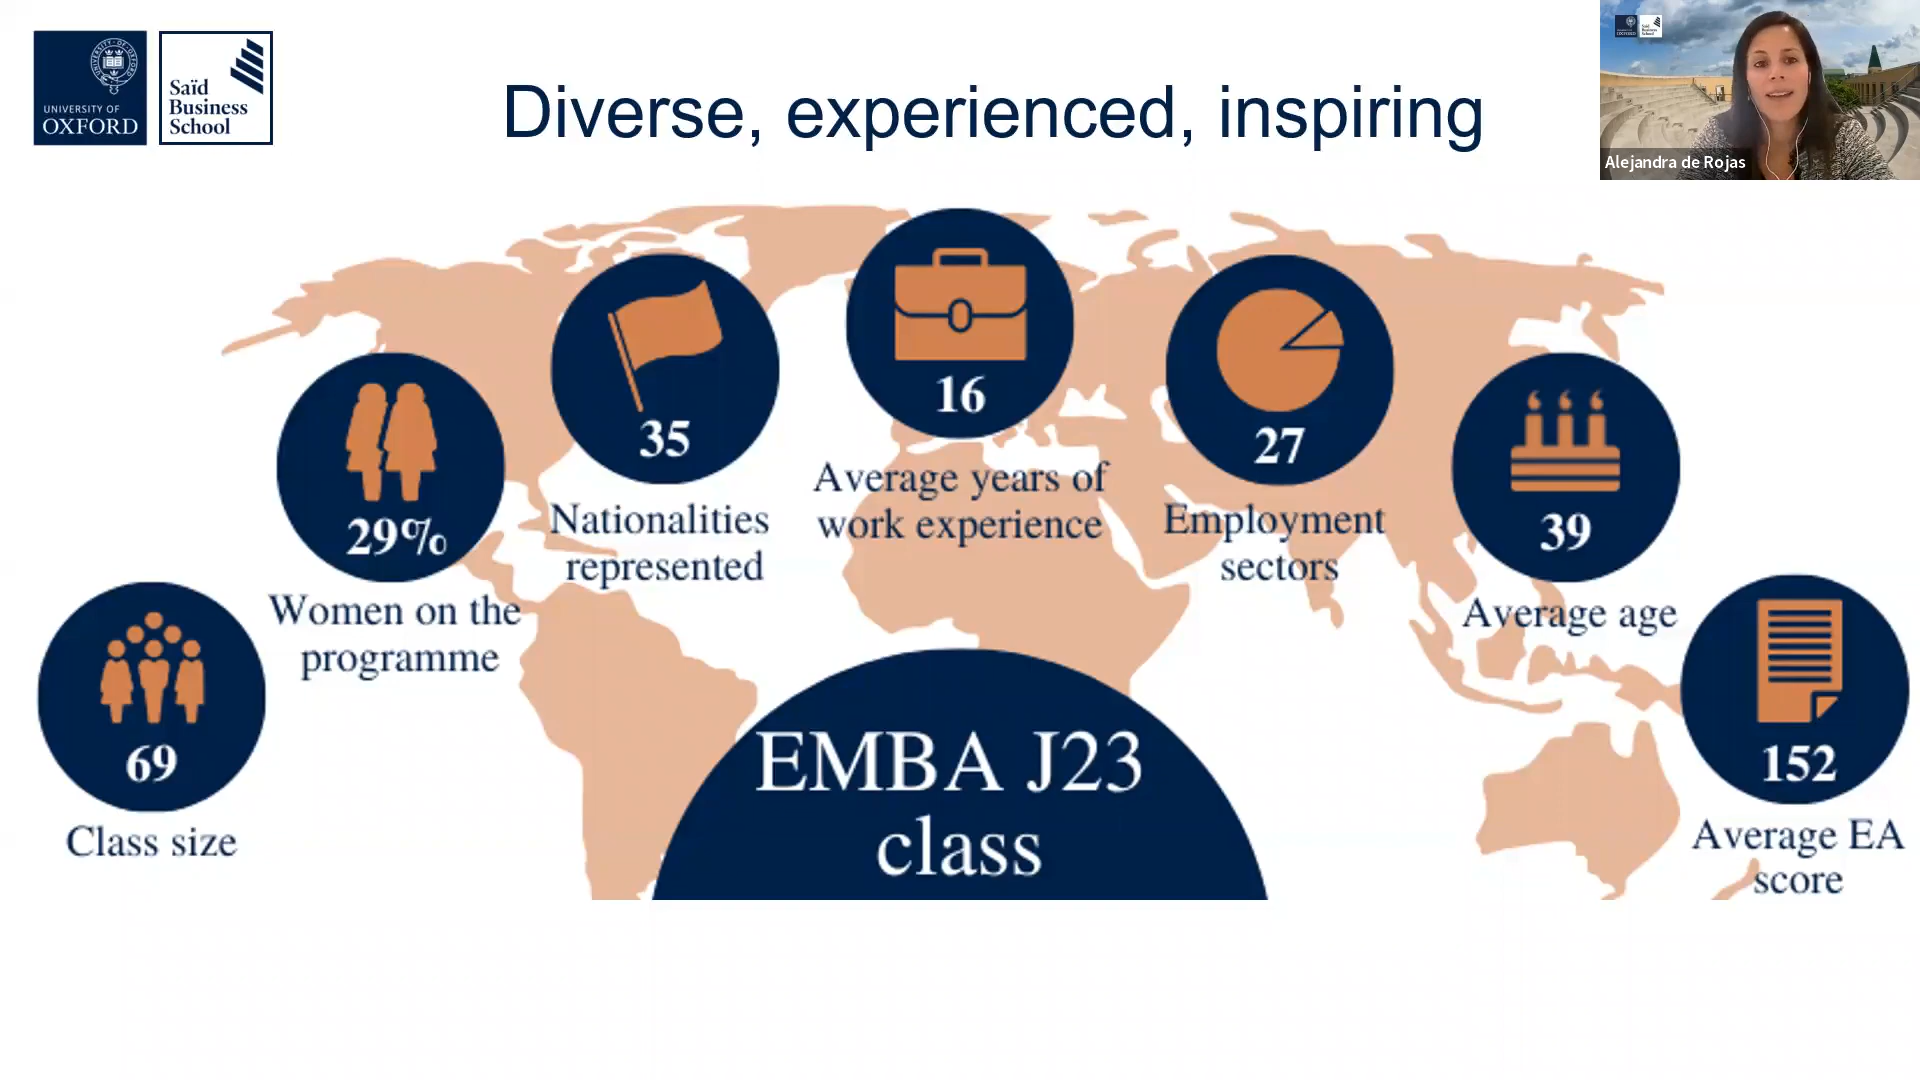 UNIVERSITY OF
OXFORD
Saïd
Business
School
Diverse, experienced, inspiring
Alejandra de Rojas
69
Class size
29%
Women on the
programme
35
Nationalities
represented
16
Average years of
work experience
27
Employment
sectors
39
Average age
152
Average EA
score
EMBA J23
class